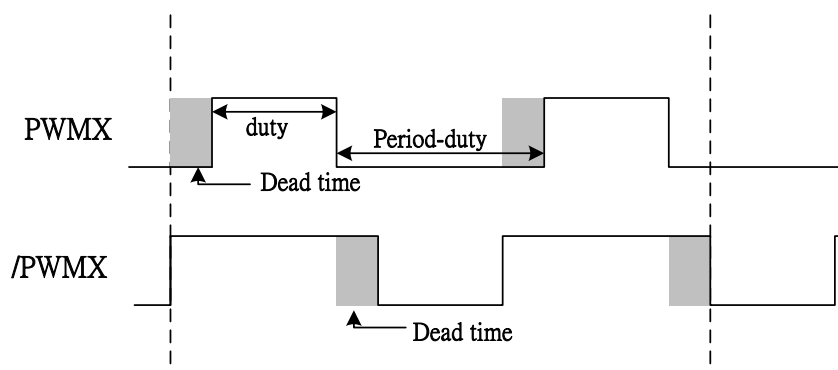 PWMX
duty
Period-duty
Dead time
/PWMX
Dead time